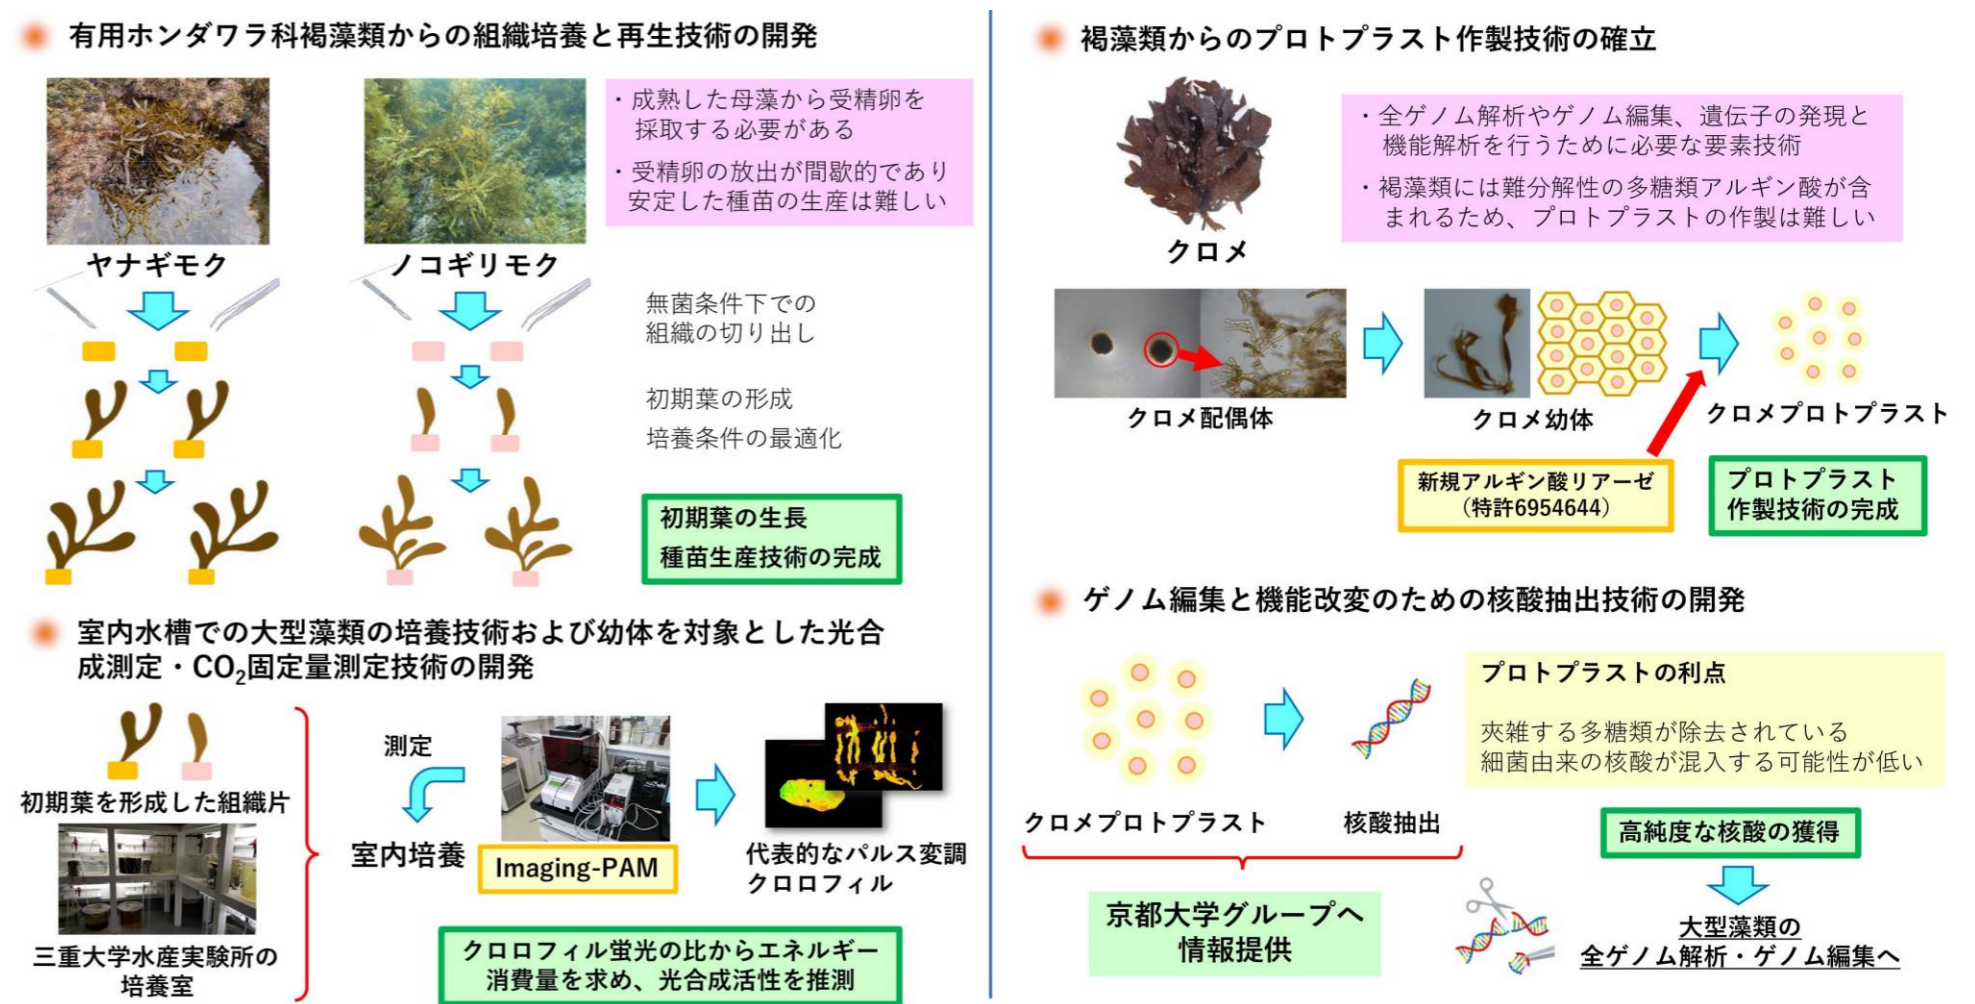 有用ホンダワラ科褐藻類からの組織培養と再生技術の開発
・成熟した母藻から受精卵を
採取する必要がある
・受精卵の放出が間歇的であり
安定した種苗の生産は難しい
ヤナギモク
ノコギリモク
無菌条件下での
組織の切り出し
初期葉の形成
培養条件の最適化
初期葉の生長
種苗生産技術の完成
室内水槽での大型藻類の培養技術および幼体を対象とした光合
成測定・CO₂固定量測定技術の開発
初期葉を形成した組織片
三重大学水産実験所の
培養室
測定
室内培養
Imaging-PAM
代表的なパルス変調
クロロフィル
クロロフィル蛍光の比からエネルギー
消費量を求め、光合成活性を推測
褐藻類からのプロトプラスト作製技術の確立
・全ゲノム解析やゲノム編集、遺伝子の発現と
機能解析を行うために必要な要素技術
・褐藻類には難分解性の多糖類アルギン酸が含
まれるため、プロトプラストの作製は難しい
クロメ
クロメ配偶体
クロメ幼体
クロメプロトプラスト
新規アルギン酸リアーゼ
（特許6954644）
プロトプラスト
作製技術の完成
ゲノム編集と機能改変のための核酸抽出技術の開発
プロトプラストの利点
夾雑する多糖類が除去されている
細菌由来の核酸が混入する可能性が低い
クロメプロトプラスト
核酸抽出
高純度な核酸の獲得
京都大学グループへ
情報提供
大型藻類の
全ゲノム解析・ゲノム編集へ